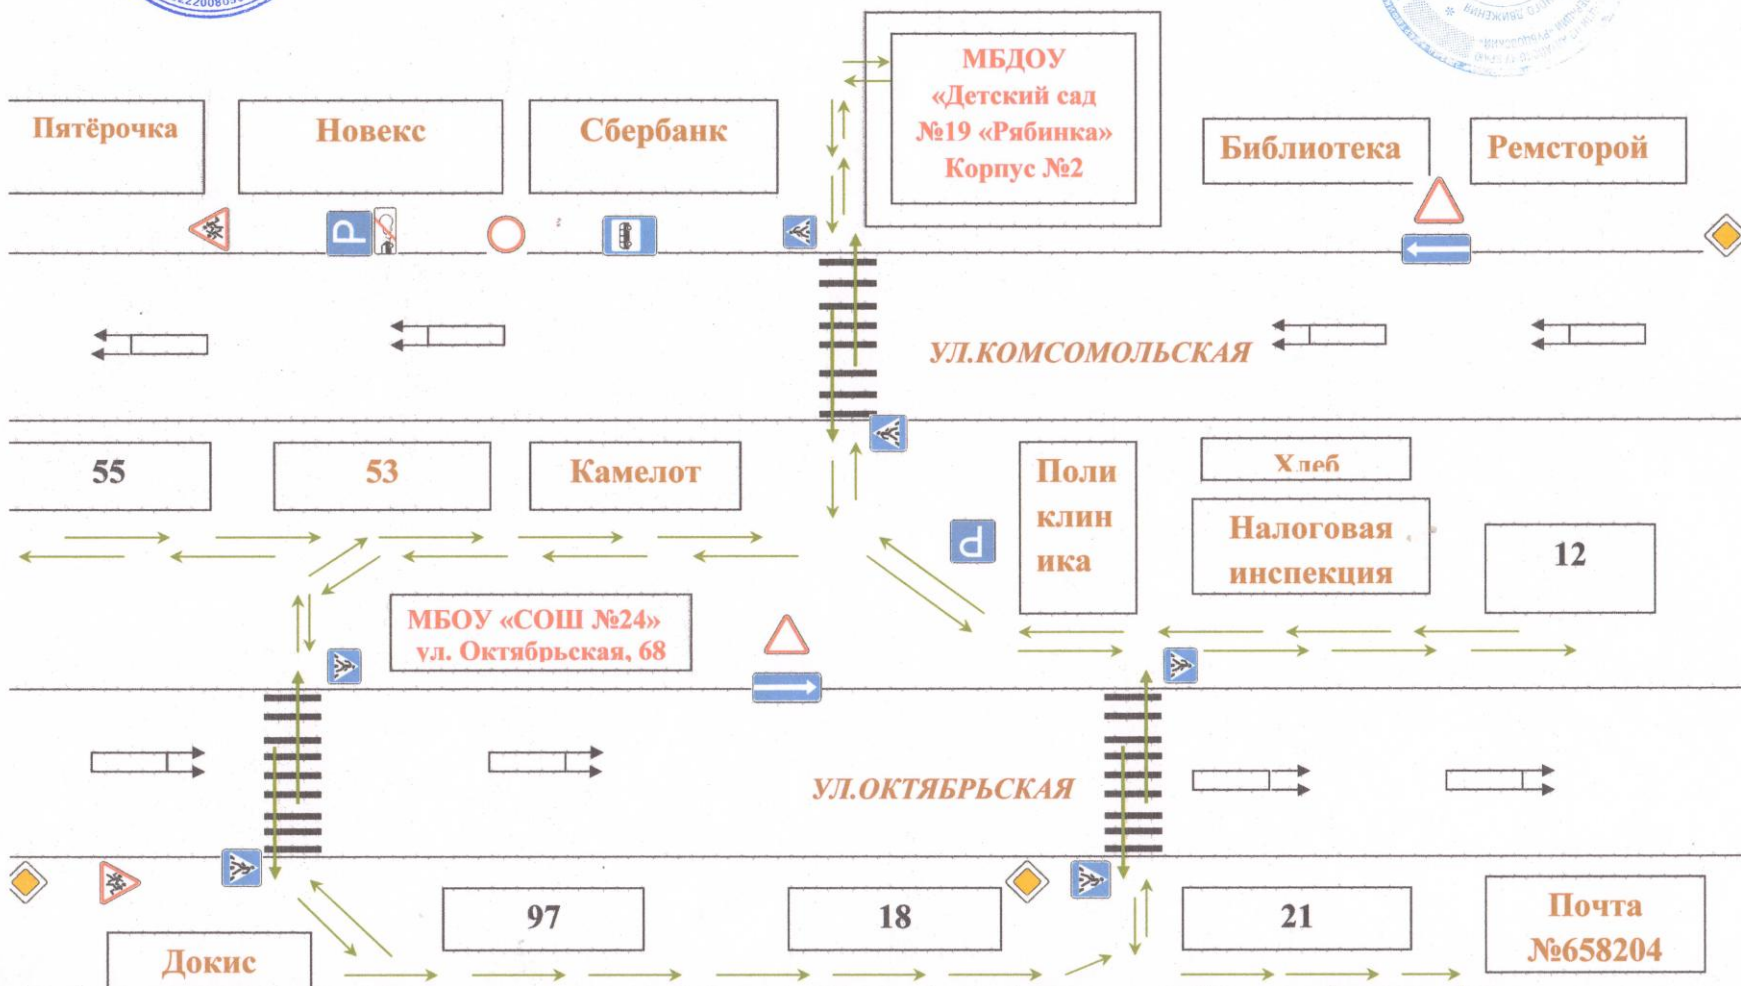 МБДОУ
«Детский сад
№19 «Рябинка»
Корпус №2
Пятёрочка
Новекс
Сбербанк
Библиотека
Ремсторой
P
УЛ.КОМСОМОЛЬСКАЯ
55
53
Камелот
Поли
клин
ика
Хлеб
Налоговая
инспекция
12
P
МБОУ «СОШ №24»
ул. Октябрьская, 68
УЛ.ОКТЯБРЬСКАЯ
97
18
21
Почта
№658204
Докис